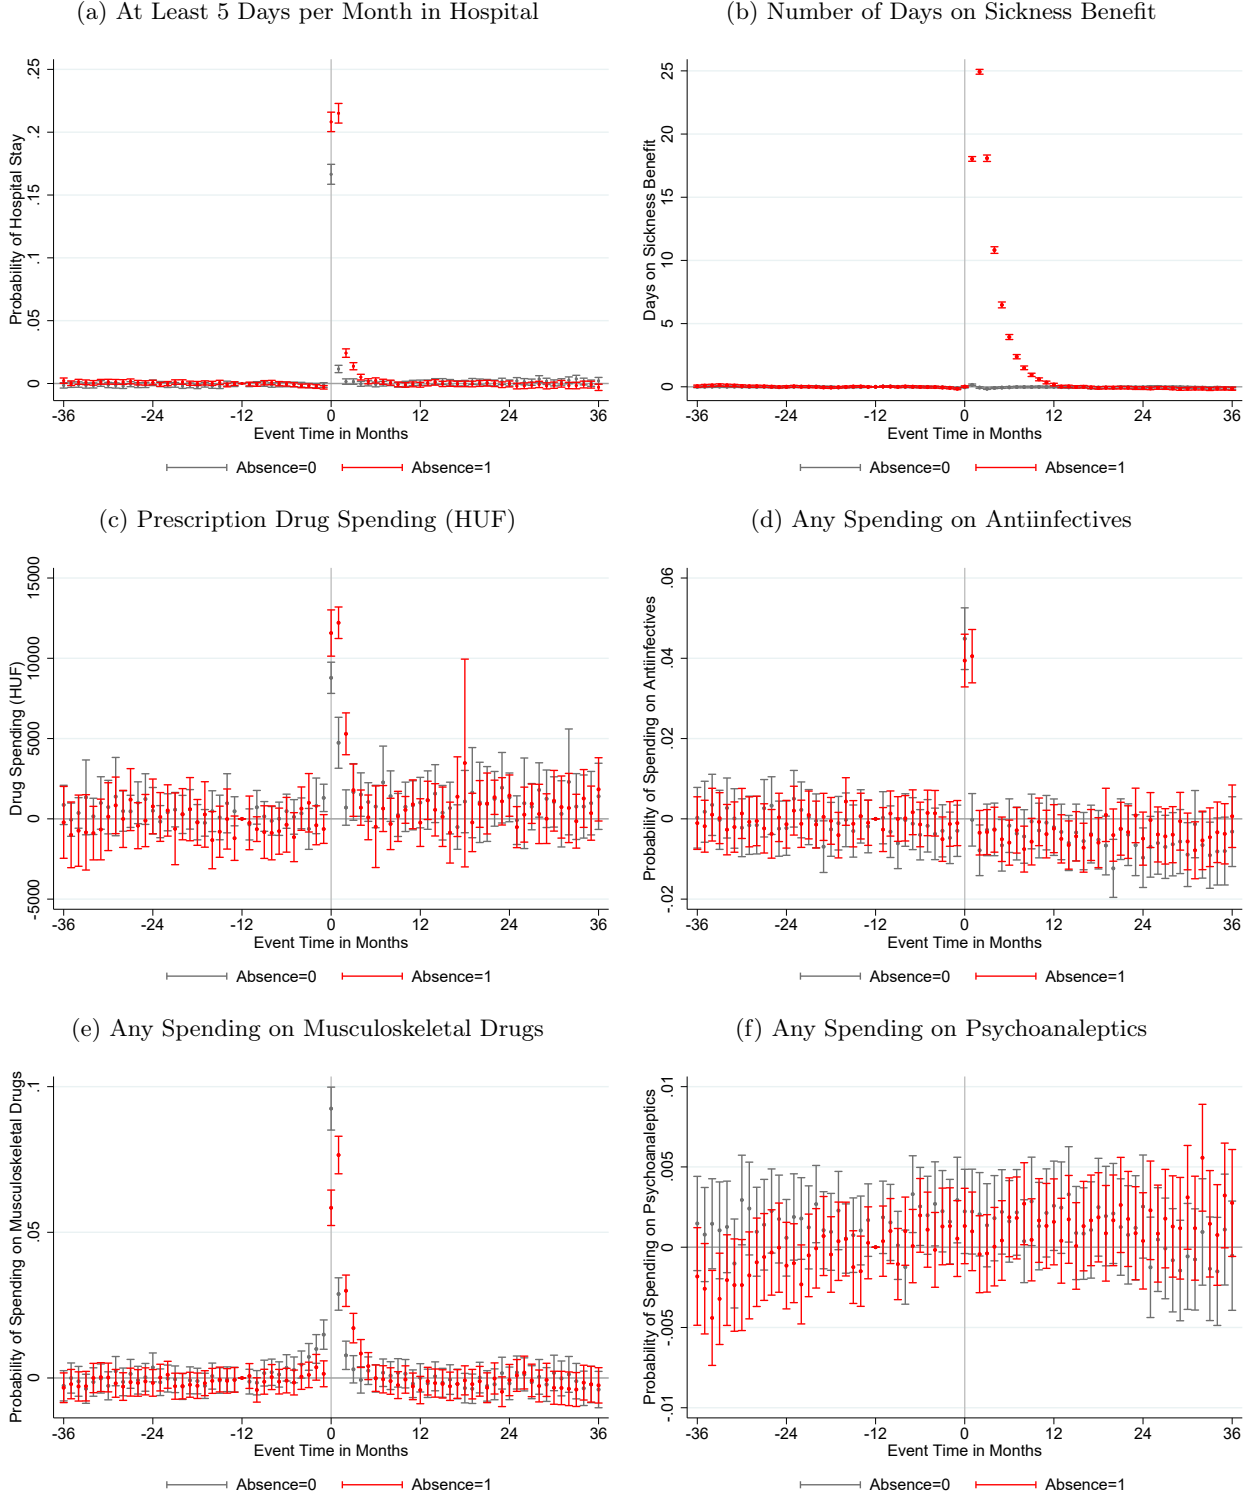 (a) At Least 5 Days per Month in Hospital
Probability of Hospital Stay
.25
.2
.15
.1
.05
0
-36 -24 -12 0 12 24 36
Event Time in Months
Absence=0 Absence=1
(b) Number of Days on Sickness Benefit
Days on Sickness Benefit
25
20
15
10
5
0
-36 -24 -12 0 12 24 36
Event Time in Months
Absence=0 Absence=1
(c) Prescription Drug Spending (HUF)
Drug Spending (HUF)
15000
10000
5000
0
-5000
-36 -24 -12 0 12 24 36
Event Time in Months
Absence=0 Absence=1
(d) Any Spending on Antiinfectives
Probability of Spending on Antiinfectives
.06
.04
.02
0
-.02
-36 -24 -12 0 12 24 36
Event Time in Months
Absence=0 Absence=1
(e) Any Spending on Musculoskeletal Drugs
Probability of Spending on Musculoskeletal Drugs
.1
.05
0
-36 -24 -12 0 12 24 36
Event Time in Months
Absence=0 Absence=1
(f) Any Spending on Psychoanaleptics
Probability of Spending on Psychoanaleptics
.01
.005
0
-.005
-.01
-36 -24 -12 0 12 24 36
Event Time in Months
Absence=0 Absence=1